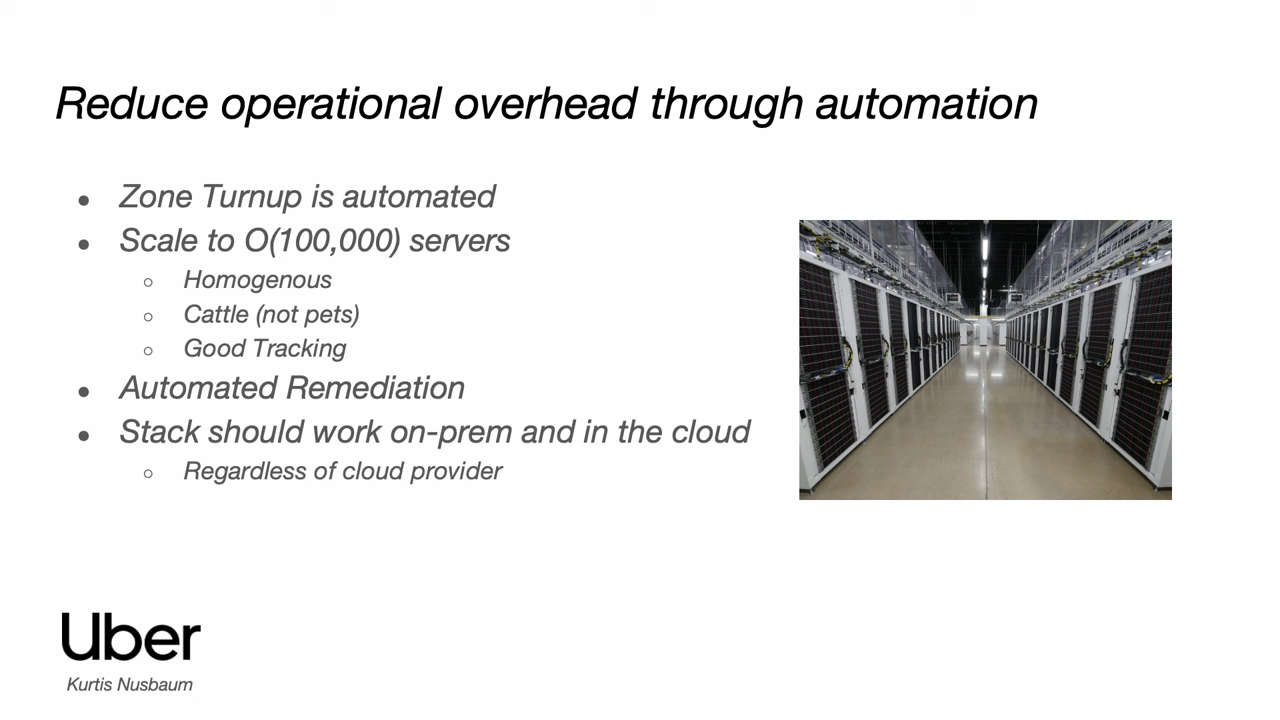 Reduce operational overhead through automation
● Zone Turnup is automated
● Scale to O(100,000) servers
○ Homogenous
○ Cattle (not pets)
○ Good Tracking
● Automated Remediation
● Stack should work on-prem and in the cloud
○ Regardless of cloud provider
Uber
Kurtis Nusbaum